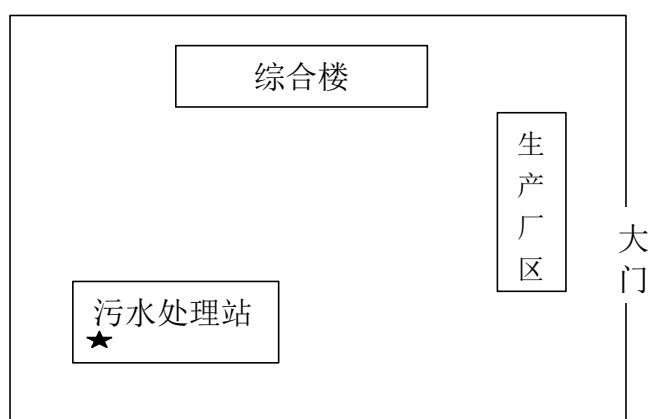 综合楼
生产厂区
大门
污水处理站